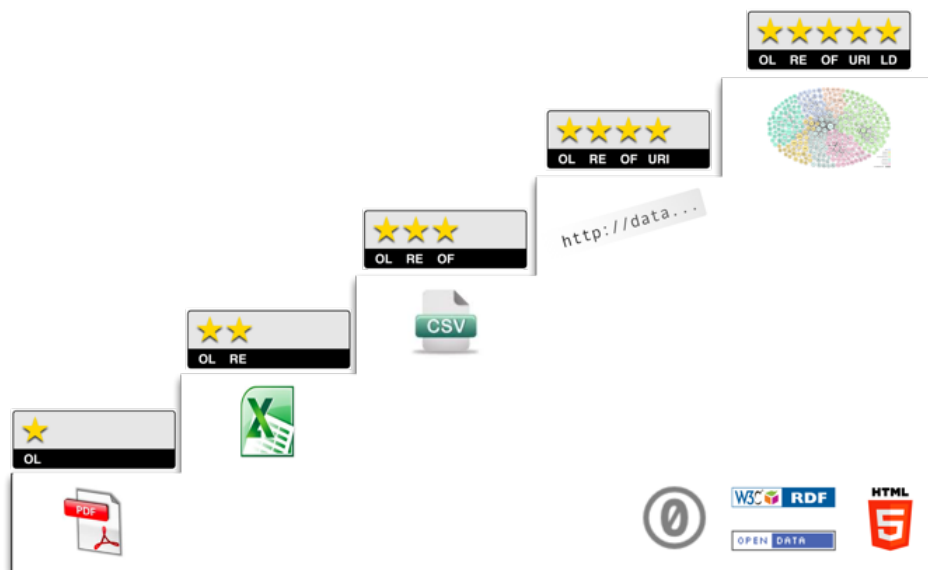 OL RE OF URI LD
OL RE OF URI
http://data...
OL RE OF
CSV
OL RE
X
OL
PDF
0
W3C RDF
OPEN DATA
HTML
5